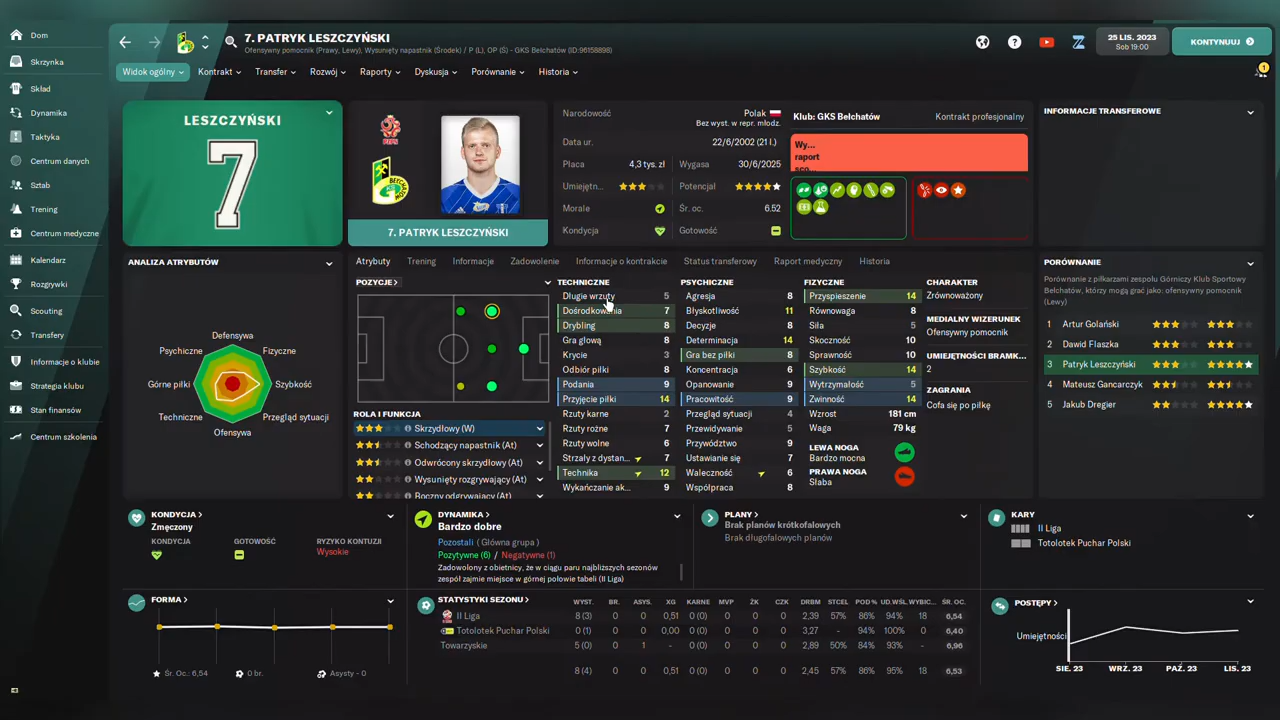 7. PATRYK LESZCZYŃSKI
Ofensywny pomocnik (Prawy, Lewy), Wysunięty napastnik (Środek) / P (L), OP (Ś) - GKS Bełchatów (ID:96158898)
25 LIS. 2023
Sob 19:00
KONTYNUUJ
1
Dom
Skrzynka
Skład
Dynamika
Taktyka
Centrum danych
Sztab
Trening
Centrum medyczne
Kalendarz
Rozgrywki
Scouting
Transfery
Informacje o klubie
Strategia klubu
Stan finansów
Centrum szkolenia
Widok ogólny
Kontrakt
Transfer
Rozwój
Raporty
Dyskusja
Porównanie
Historia
LESZCZYŃSKI
7
PZPN
7. PATRYK LESZCZYŃSKI
Narodowość Polak
Bez wyst. w repr. młodz.
Data ur. 22/6/2002 (21 l.)
Płaca 4,3 tys. zł Wygasa 30/6/2025
Umiejętn... Potencjał
Morale Śr. oc. 6.52
Kondycja Gotowość
Klub: GKS Bełchatów Kontrakt profesjonalny
Wy...
raport
INFORMACJE TRANSFEROWE
ANALIZA ATRYBUTÓW
Defensywa
Psychiczne Fizyczne
Górne piłki Szybkość
Techniczne Przegląd sytuacji
Ofensywa
Atrybuty
Trening
Informacje
Zadowolenie
Informacje o kontrakcie
Status transferowy
Raport medyczny
Historia
POZYCJE
ROLA I FUNKCJA
Skrzydłowy (W)
Schodzący napastnik (At)
Odwrócony skrzydłowy (At)
Wysunięty rozgrywający (At)
Boczny odgrywający (At)
TECHNICZNE
Długie wrzuty 5
Dośrodkowania 7
Drybling 8
Gra głową 8
Krycie 3
Odbiór piłki 8
Podania 9
Przyjęcie piłki 14
Rzuty karne 2
Rzuty rożne 7
Rzuty wolne 6
Strzały z dystan... 7
Technika 12
Wykańczanie ak... 9
PSYCHICZNE
Agresja 8
Błyskotliwość 11
Decyzje 8
Determinacja 14
Gra bez piłki 8
Koncentracja 6
Opanowanie 9
Pracowitość 9
Przegląd sytuacji 4
Przewidywanie 5
Przywództwo 9
Ustawianie się 7
Waleczność 6
Współpraca 8
FIZYCZNE
Przyspieszenie 14
Równowaga 8
Siła 5
Skoczność 10
Sprawność 10
Szybkość 14
Wytrzymałość 5
Zwinność 14
Wzrost 181 cm
Waga 79 kg
LEWA NOGA
Bardzo mocna
PRAWA NOGA
Słaba
CHARAKTER
Zrównoważony
MEDIALNY WIZERUNEK
Ofensywny pomocnik
UMIEJĘTNOŚCI BRAMK...
2
ZAGRANIA
Cofa się po piłkę
PORÓWNANIE
Porównanie z piłkarzami zespołu Górniczy Klub Sportowy
Bełchatów, którzy mogą grać jako: ofensywny pomocnik
(Lewy)
1 Artur Golański
2 Dawid Flaszka
3 Patryk Leszczyński
4 Mateusz Gancarczyk
5 Jakub Dregier
KONDYCJA
Zmęczony
KONDYCJA GOTOWOŚĆ RYZYKO KONTUZJI
Wysokie
DYNAMIKA
Bardzo dobre
Pozostali ( Główna grupa )
Pozytywne (6) / Negatywne (1)
Zadowolony z obietnicy, że w ciągu paru najbliższych sezonów
zespół zajmie miejsce w górnej połowie tabeli (II Liga)
PLANY
Brak planów krótkofalowych
Brak długofalowych planów
KARY
II Liga
Totolotek Puchar Polski
FORMA
Śr. Oc: 6,54 0 br. Asysty - 0
STATYSTYKI SEZONU WYST. BR. ASYS. XG KARNE MVP ŻK CZK DRBM STCEL POD % UD.WŚL. WYBIC... ŚR. OC.
II Liga 8 (3) 0 0 0,51 0 (0) 0 0 0 2,39 57% 86% 94% 18 6,54
Totolotek Puchar Polski 0 (1) 0 0 0,00 0 (0) 0 0 0 3,27 - 94% 100% 0 6,40
Towarzyskie 5 (0) 0 1 - 0 (0) 0 0 0 2,89 50% 84% 93% - 6,96
8 (4) 0 0 0,51 0 (0) 0 0 0 2,45 57% 86% 95% 18 6,53
POSTĘPY
Umiejętności
SIE. 23 WRZ. 23 PAŹ. 23 LIS. 23